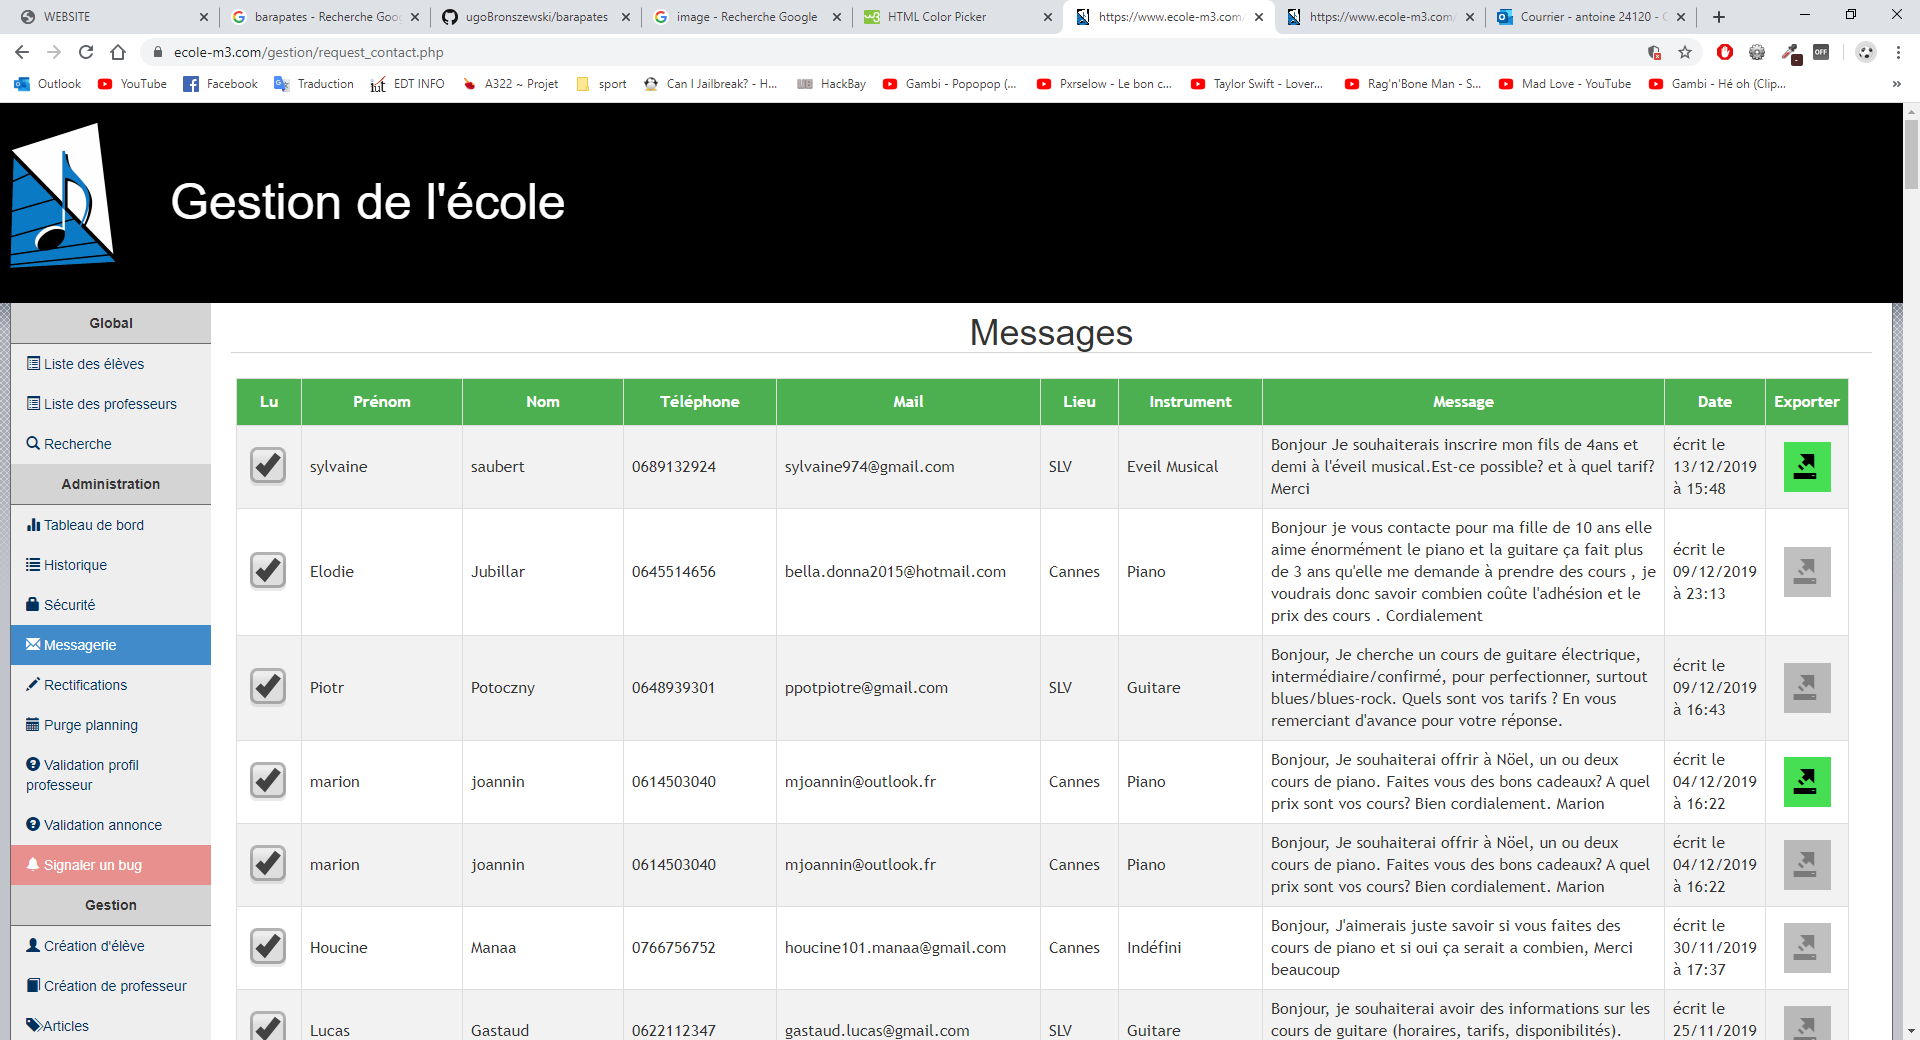 WEBSITE
barapates - Recherche Goo
ugoBronszewski/barapates
image - Recherche Google
HTML Color Picker
https://www.ecole-m3.com
https://www.ecole-m3.com
Courrier - antoine 24120 -
ecole-m3.com/gestion/request_contact.php
OFF
Outlook
YouTube
Facebook
Traduction
iut
EDT INFO
A322 ~ Projet
sport
Can I Jailbreak? - H...
HackBay
Gambi - Popopop (...
Pxrselow - Le bon c...
Taylor Swift - Lover...
Rag'n'Bone Man - S...
Mad Love - YouTube
Gambi - Hé oh (Clip...
»
Gestion de l'école
Global
Liste des élèves
Liste des professeurs
Recherche
Administration
Tableau de bord
Historique
Sécurité
Messagerie
Rectifications
Purge planning
Validation profil
professeur
Validation annonce
Signaler un bug
Gestion
Création d'élève
Création de professeur
Articles
Messages
Lu Prénom Nom Téléphone Mail Lieu Instrument Message Date Exporter
sylvaine saubert 0689132924 sylvaine974@gmail.com SLV Eveil Musical
Bonjour Je souhaiterais inscrire mon fils de 4ans et
demi à l'éveil musical.Est-ce possible? et à quel tarif?
Merci
écrit le
13/12/2019
à 15:48
Elodie Jubillar 0645514656 bella.donna2015@hotmail.com Cannes Piano
Bonjour je vous contacte pour ma fille de 10 ans elle
aime énormément le piano et la guitare ça fait plus
de 3 ans qu'elle me demande à prendre des cours , je
voudrais donc savoir combien coûte l'adhésion et le
prix des cours . Cordialement
écrit le
09/12/2019
à 23:13
Piotr Potoczny 0648939301 ppotpiotre@gmail.com SLV Guitare
Bonjour, Je cherche un cours de guitare électrique,
intermédiaire/confirmé, pour perfectionner, surtout
blues/blues-rock. Quels sont vos tarifs ? En vous
remerciant d'avance pour votre réponse.
écrit le
09/12/2019
à 16:43
marion joannin 0614503040 mjoannin@outlook.fr Cannes Piano
Bonjour, Je souhaiterai offrir à Nöel, un ou deux
cours de piano. Faites vous des bons cadeaux? A quel
prix sont vos cours? Bien cordialement. Marion
écrit le
04/12/2019
à 16:22
marion joannin 0614503040 mjoannin@outlook.fr Cannes Piano
Bonjour, Je souhaiterai offrir à Nöel, un ou deux
cours de piano. Faites vous des bons cadeaux? A quel
prix sont vos cours? Bien cordialement. Marion
écrit le
04/12/2019
à 16:22
Houcine Manaa 0766756752 houcine101.manaa@gmail.com Cannes Indéfini
Bonjour, J'aimerais juste savoir si vous faites des
cours de piano et si oui ça serait a combien, Merci
beaucoup
écrit le
30/11/2019
à 17:37
Lucas Gastaud 0622112347 gastaud.lucas@gmail.com SLV Guitare
Bonjour, je souhaiterai avoir des informations sur les
cours de guitare (horaires, tarifs, disponibilités).
écrit le
25/11/2019